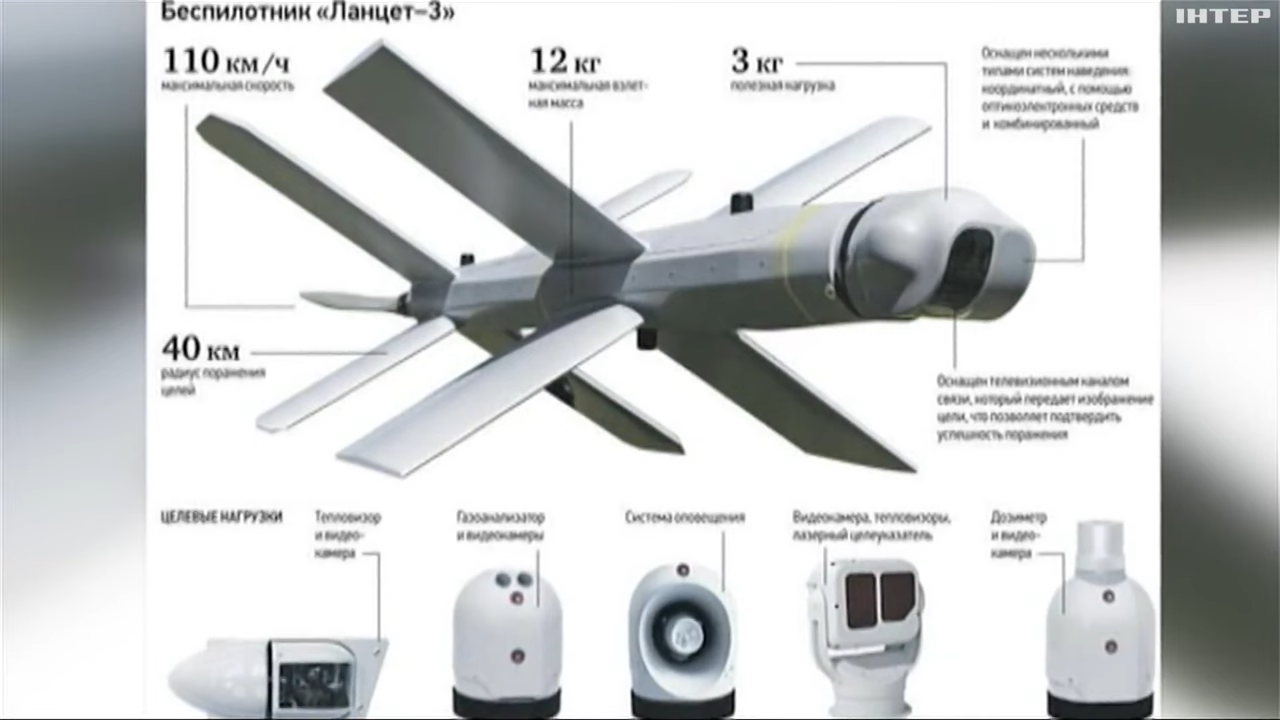 Беспилотник «Ланцет–3»
ІНТЕР
110 км/ч
максимальная скорость
12 кг
максимальная взлет-
ная масса
3 кг
полезная нагрузка
Оснащен несколькими
типами систем наведения:
координатный, с помощью
оптикоэлектронных средств
и комбинированный
40 км
радиус поражения
целей
Оснащен телевизионным каналом
связи, который передает изображение
цели, что позволяет подтвердить
успешность поражения
ЦЕЛЕВЫЕ НАГРУЗКИ
Тепловизор
и видео-
камера
Газоанализатор
и видеокамеры
Система оповещения
Видеокамера, тепловизоры,
лазерный целеуказатель
Дозиметр
и видео-
камера